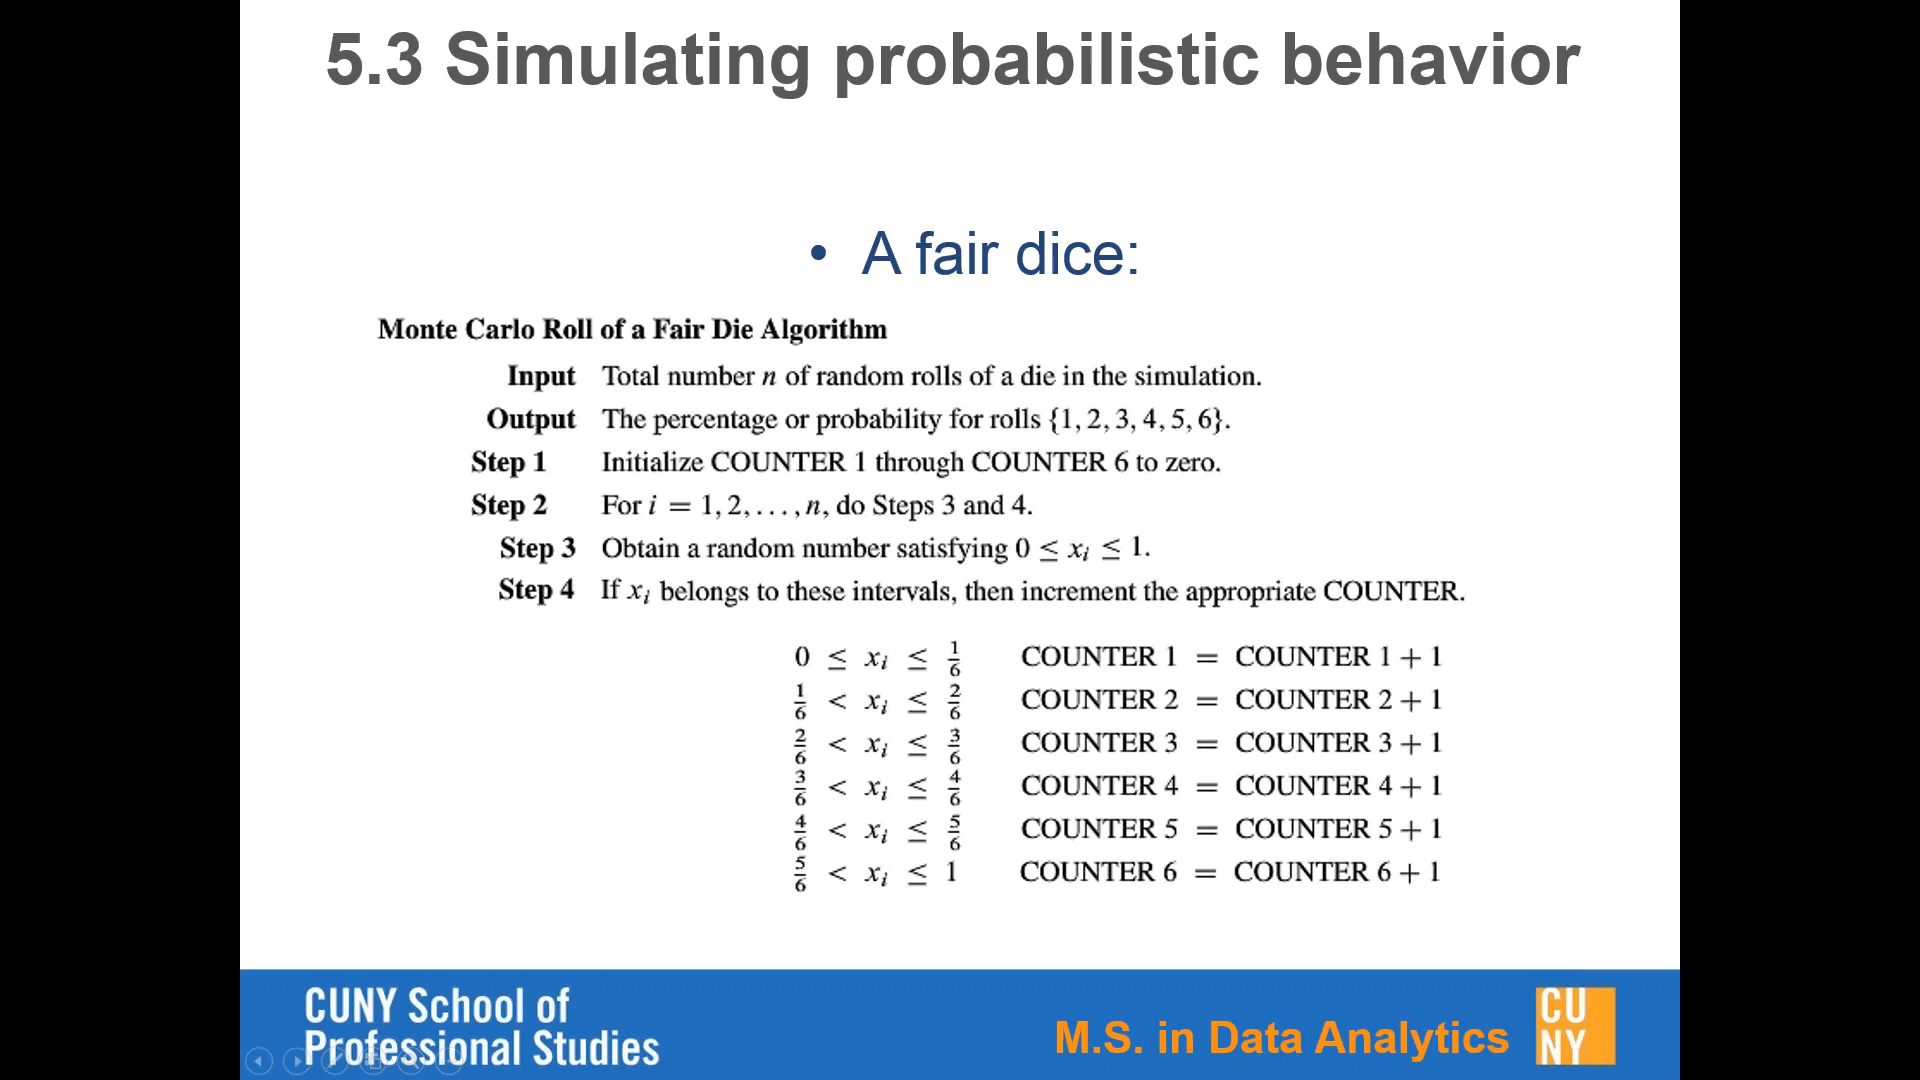 5.3 Simulating probabilistic behavior
• A fair dice:
Monte Carlo Roll of a Fair Die Algorithm
Input Total number n of random rolls of a die in the simulation.
Output The percentage or probability for rolls {1, 2, 3, 4, 5, 6}.
Step 1 Initialize COUNTER 1 through COUNTER 6 to zero.
Step 2 For i = 1, 2, . . . , n, do Steps 3 and 4.
Step 3 Obtain a random number satisfying 0 ≤ xᵢ ≤ 1.
Step 4 If xᵢ belongs to these intervals, then increment the appropriate COUNTER.
0 ≤ xᵢ ≤ 1/6 COUNTER 1 = COUNTER 1 + 1
1/6 < xᵢ ≤ 2/6 COUNTER 2 = COUNTER 2 + 1
2/6 < xᵢ ≤ 3/6 COUNTER 3 = COUNTER 3 + 1
3/6 < xᵢ ≤ 4/6 COUNTER 4 = COUNTER 4 + 1
4/6 < xᵢ ≤ 5/6 COUNTER 5 = COUNTER 5 + 1
5/6 < xᵢ ≤ 1 COUNTER 6 = COUNTER 6 + 1
CUNY School of
Professional Studies
M.S. in Data Analytics
CU
NY